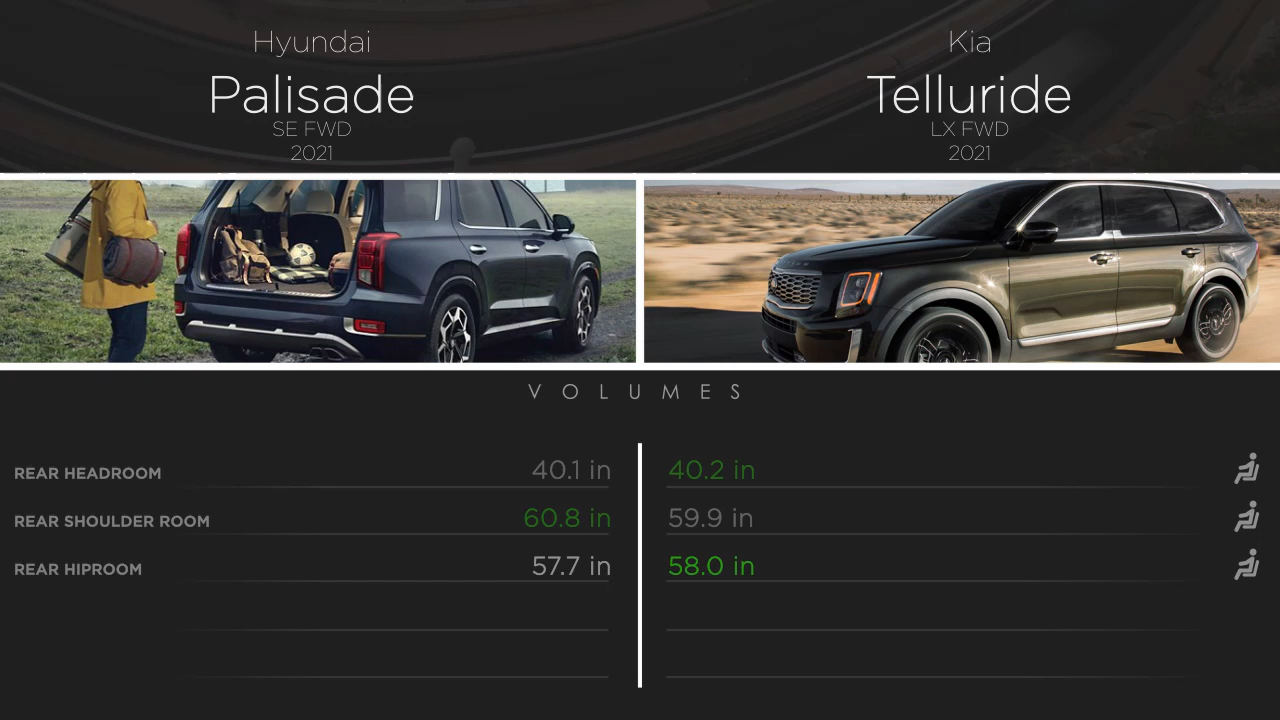 Hyundai
Palisade
SE FWD
2021
Kia
Telluride
LX FWD
2021
VOLUMES
REAR HEADROOM 40.1 in 40.2 in
REAR SHOULDER ROOM 60.8 in 59.9 in
REAR HIPROOM 57.7 in 58.0 in